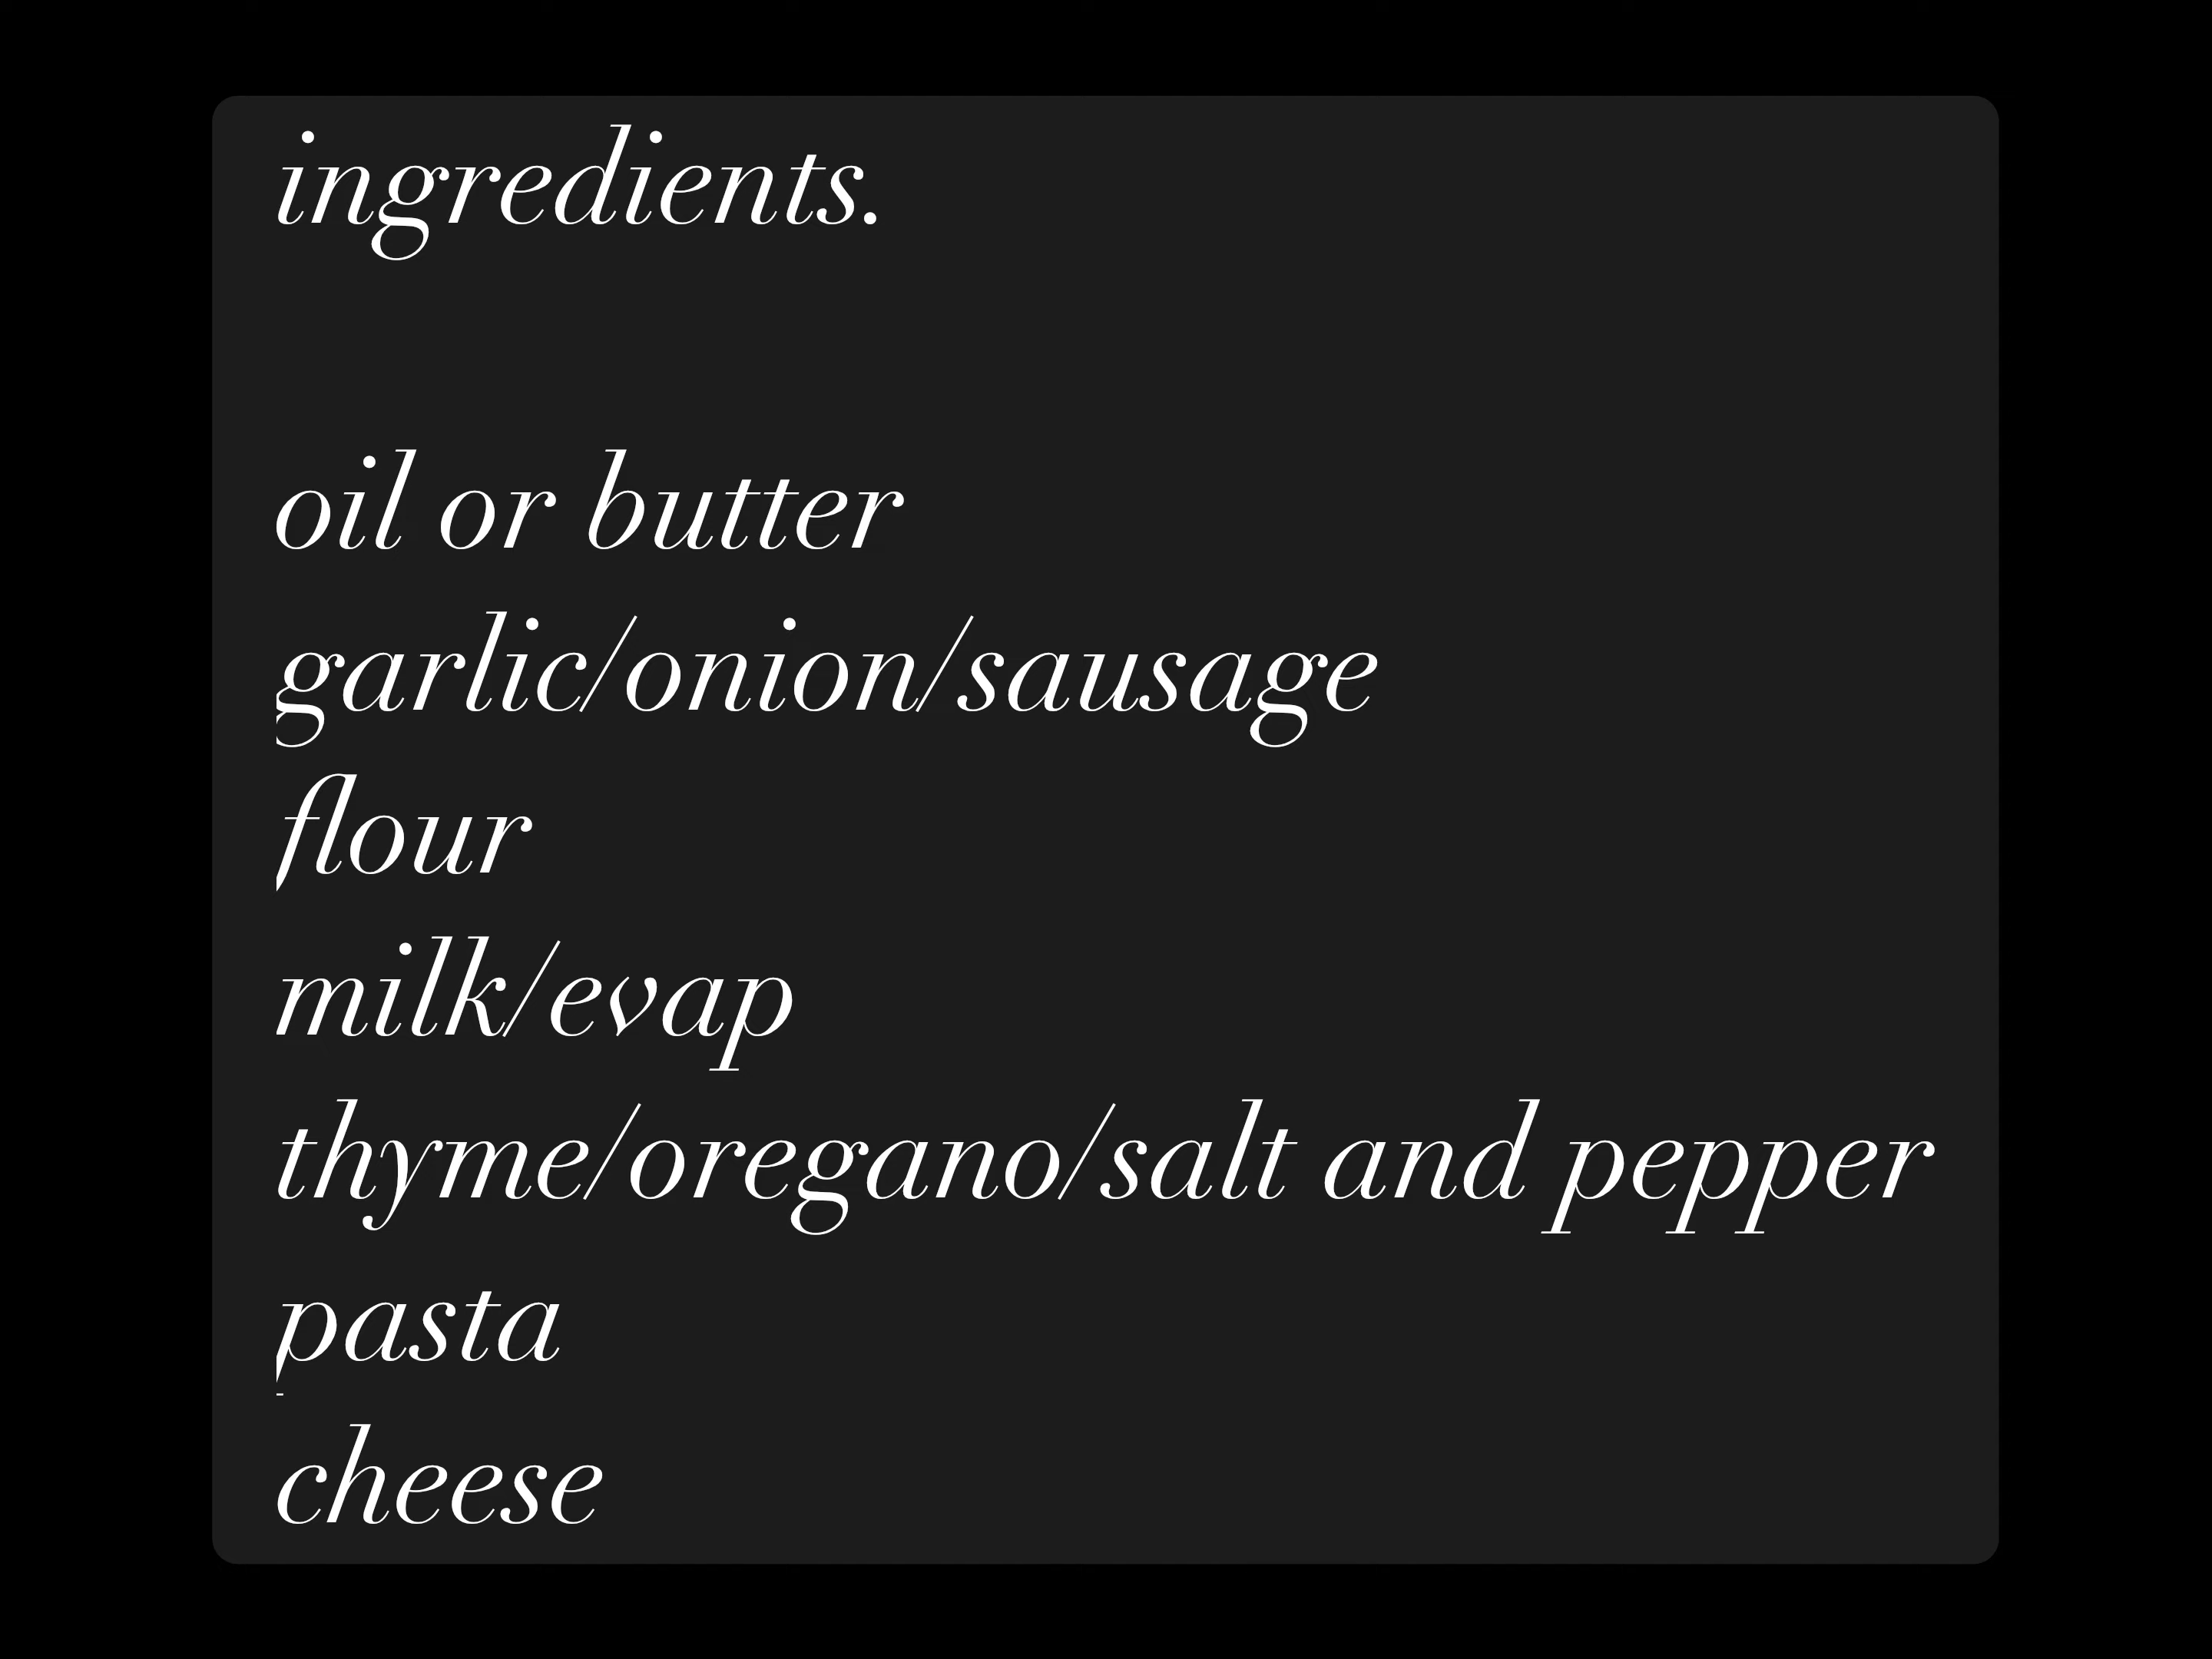 ingredients.
oil or butter
garlic/onion/sausage
flour
milk/evap
thyme/oregano/salt and pepper
pasta
cheese